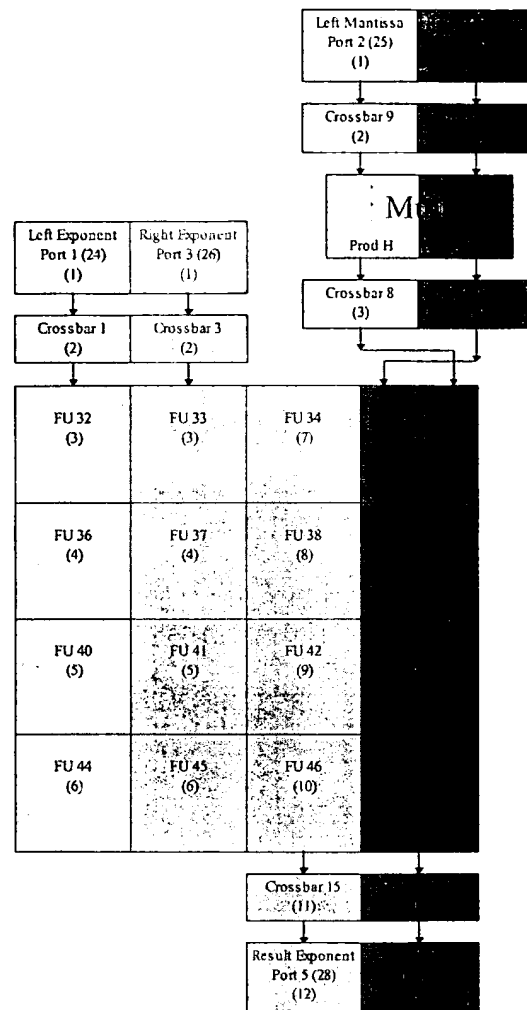 Left Mantissa
Port 2 (25)
(1)
Crossbar 9
(2)
Prod H
Left Exponent
Port 1 (24)
(1)
Right Exponent
Port 3 (26)
(1)
Crossbar 8
(3)
Crossbar 1
(2)
Crossbar 3
(2)
FU 32
(3)
FU 33
(3)
FU 34
(7)
FU 36
(4)
FU 37
(4)
FU 38
(8)
FU 40
(5)
FU 41
(5)
FU 42
(9)
FU 44
(6)
FU 45
(6)
FU 46
(10)
Crossbar 15
(11)
Result Exponent
Port 5 (28)
(12)